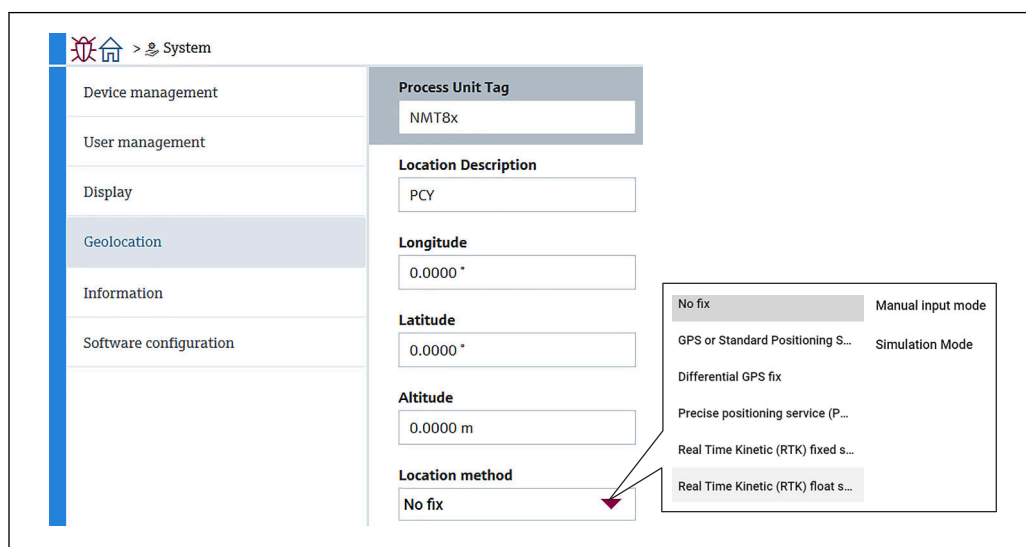 > System
Device management
User management
Display
Geolocation
Information
Software configuration
Process Unit Tag
NMT8x
Location Description
PCY
Longitude
0.0000 °
Latitude
0.0000 °
Altitude
0.0000 m
Location method
No fix
No fix
GPS or Standard Positioning S...
Differential GPS fix
Precise positioning service (P...
Real Time Kinetic (RTK) fixed s...
Real Time Kinetic (RTK) float s...
Manual input mode
Simulation Mode